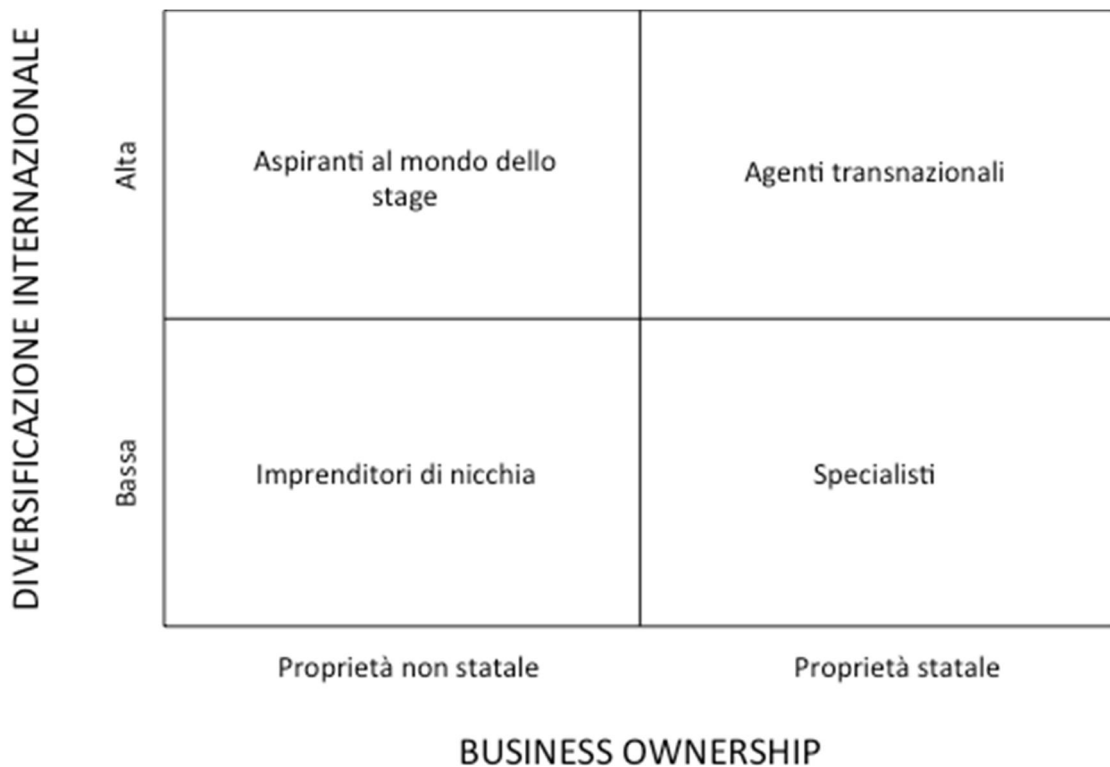 DIVERSIFICAZIONE INTERNAZIONALE
Alta
Aspiranti al mondo dello
stage
Agenti transnazionali
Bassa
Imprenditori di nicchia
Specialisti
Proprietà non statale
Proprietà statale
BUSINESS OWNERSHIP